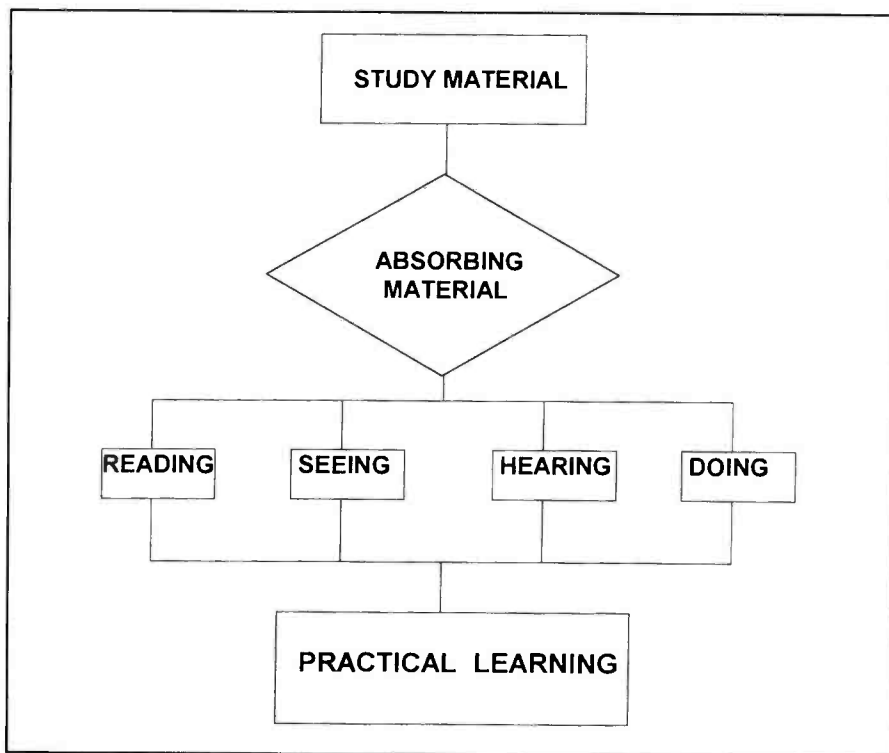 STUDY MATERIAL
ABSORBING
MATERIAL
READING
SEEING
HEARING
DOING
PRACTICAL LEARNING